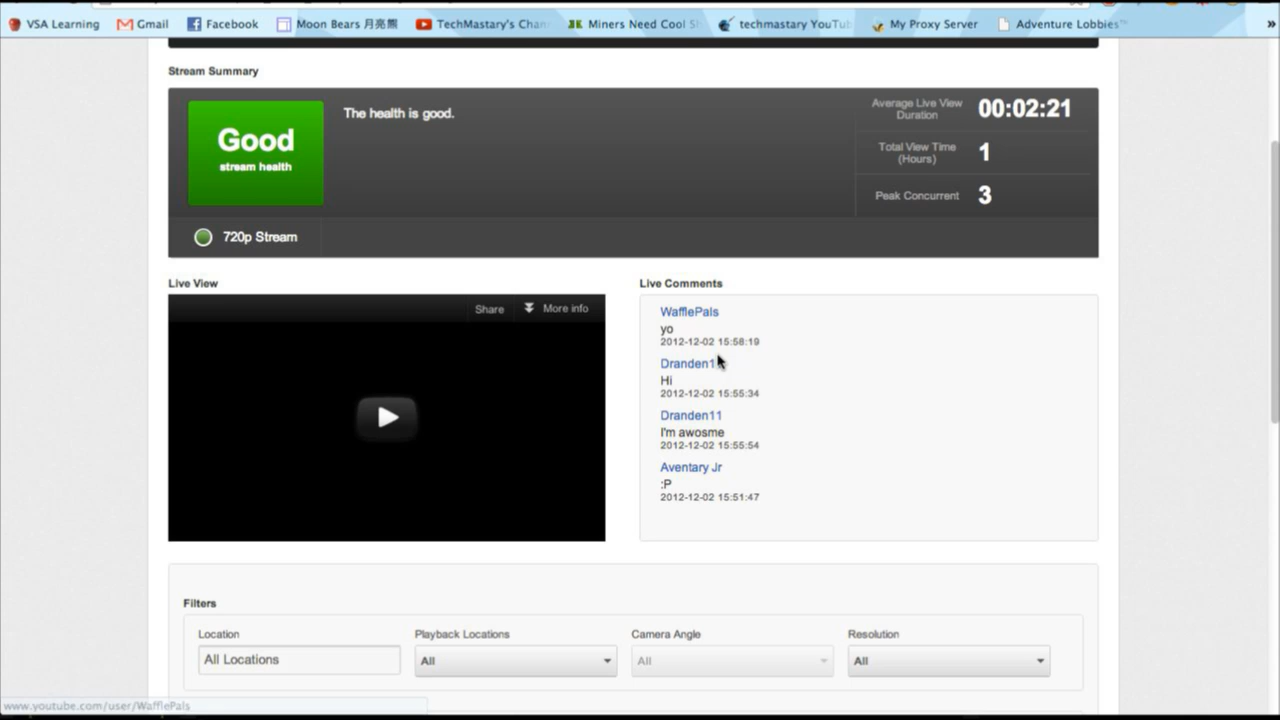 VSA Learning Gmail Facebook Moon Bears 月亮熊 TechMastary's Chan Miners Need Cool S techmastary YouTub My Proxy Server Adventure Lobbies™ »
Stream Summary
Good
stream health
The health is good.
Average Live View
Duration
00:02:21
Total View Time
(Hours)
1
Peak Concurrent
3
720p Stream
Live View
Share More info
Live Comments
WafflePals
yo
2012-12-02 15:58:19
Dranden1
Hi
2012-12-02 15:55:34
Dranden11
I'm awosme
2012-12-02 15:55:54
Aventary Jr
:P
2012-12-02 15:51:47
Filters
Location
All Locations
Playback Locations
All
Camera Angle
All
Resolution
All
www.youtube.com/user/WafflePals